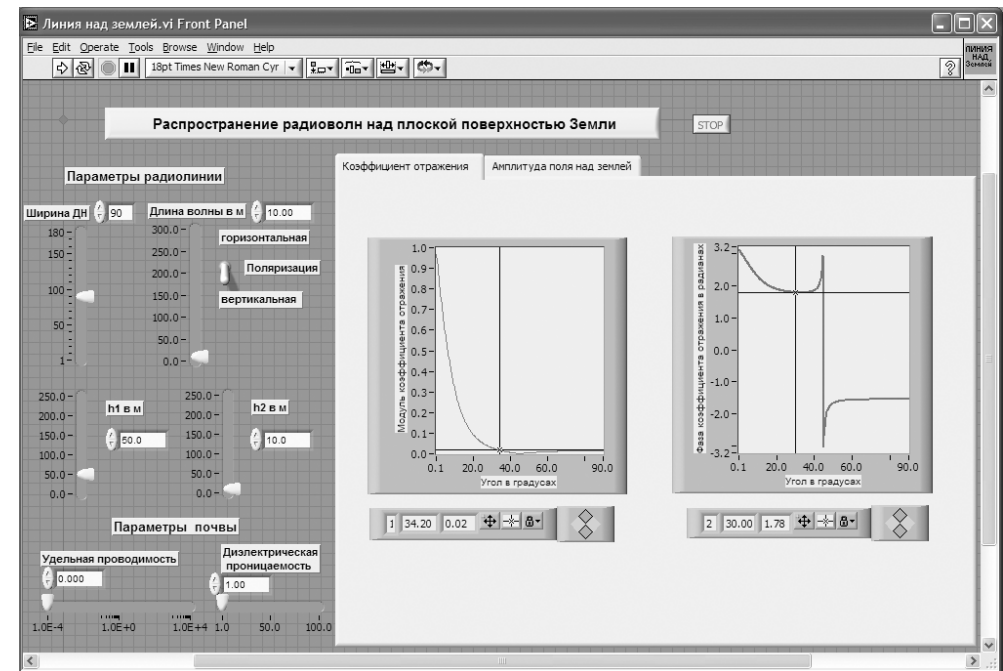 Линия над землей.vi Front Panel
File Edit Operate Tools Browse Window Help
18pt Times New Roman Cyr
ЛИНИЯ
НАД
Земней
Распространение радиоволн над плоской поверхностью Земли
STOP
Параметры радиолинии
Ширина ДН 90
Длина волны в м 10.00
180
150
100
50
1
300.0
250.0
200.0
150.0
100.0
50.0
0.0
горизонтальная
Поляризация
вертикальная
250.0
200.0
150.0
100.0
50.0
0.0
h1 в м
50.0
250.0
200.0
150.0
100.0
50.0
0.0
h2 в м
10.0
Параметры почвы
Удельная проводимость
0.000
1.0E-4 1.0E+0 1.0E+4
Диэлектрическая
проницаемость
1.00
1.0 50.0 100.0
Коэффициент отражения
Амплитуда поля над землей
Модуль коэффициента отражения
1.0
0.9
0.8
0.7
0.6
0.5
0.4
0.3
0.2
0.1
0.0
0.1 20.0 40.0 60.0 90.0
Угол в градусах
1 34.20 0.02
Фаза коэффициента отражения в радианах
3.2
2.0
1.0
0.0
-1.0
-2.0
-3.2
0.1 20.0 40.0 60.0 90.0
Угол в градусах
2 30.00 1.78